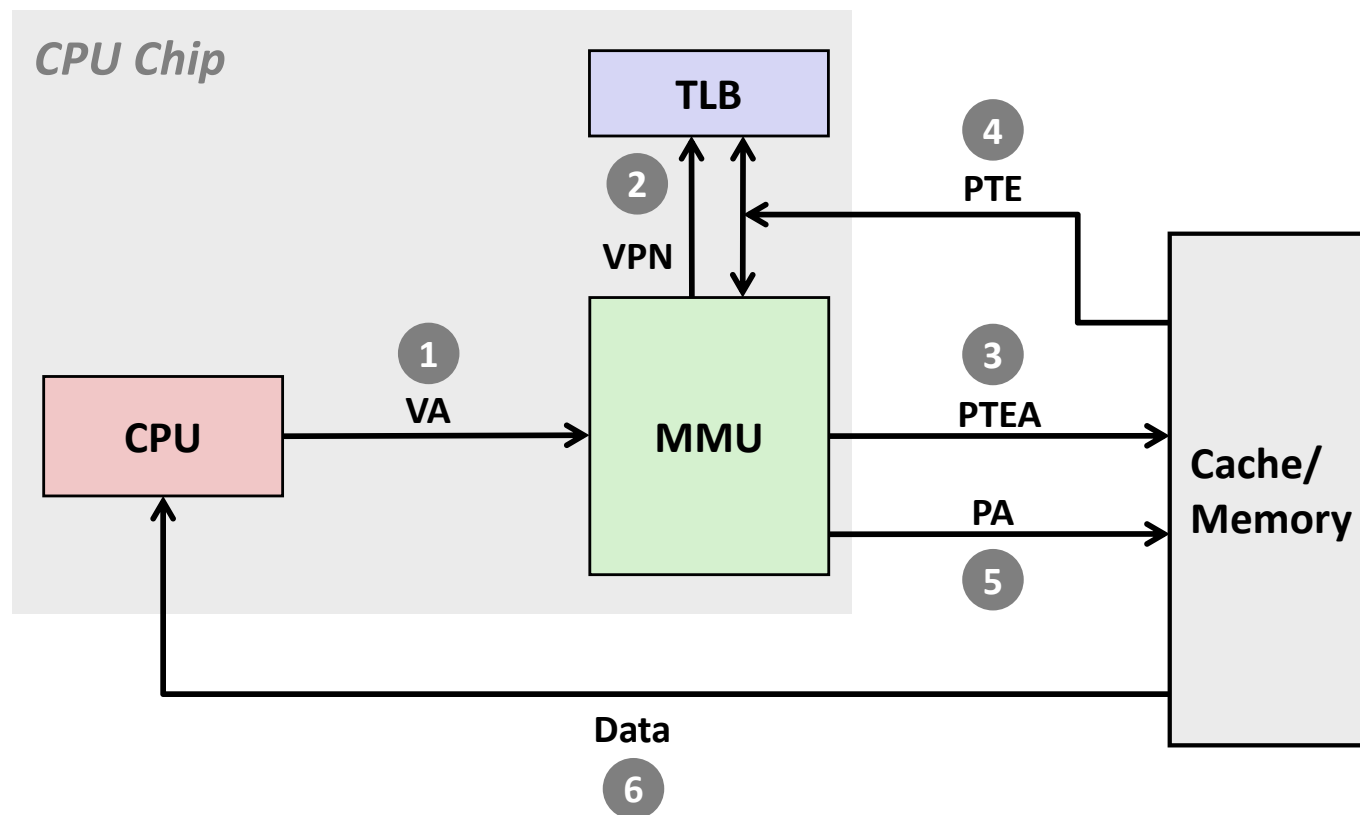 CPU Chip
TLB
4
PTE
2
VPN
1
VA
3
PTEA
CPU
MMU
Cache/
Memory
PA
5
Data
6